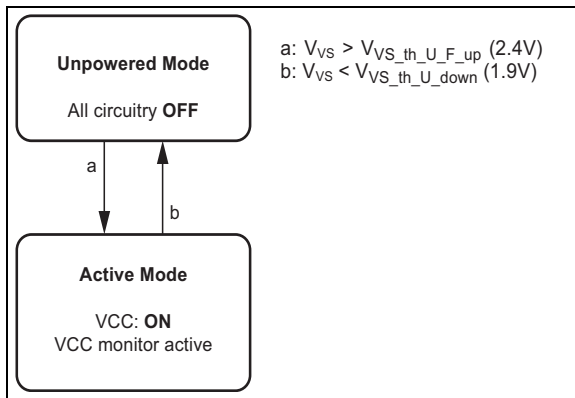 Unpowered Mode
All circuitry OFF
a: VVS > VVS_th_U_F_up (2.4V)
b: VVS < VVS_th_U_down (1.9V)
a
b
Active Mode
VCC: ON
VCC monitor active